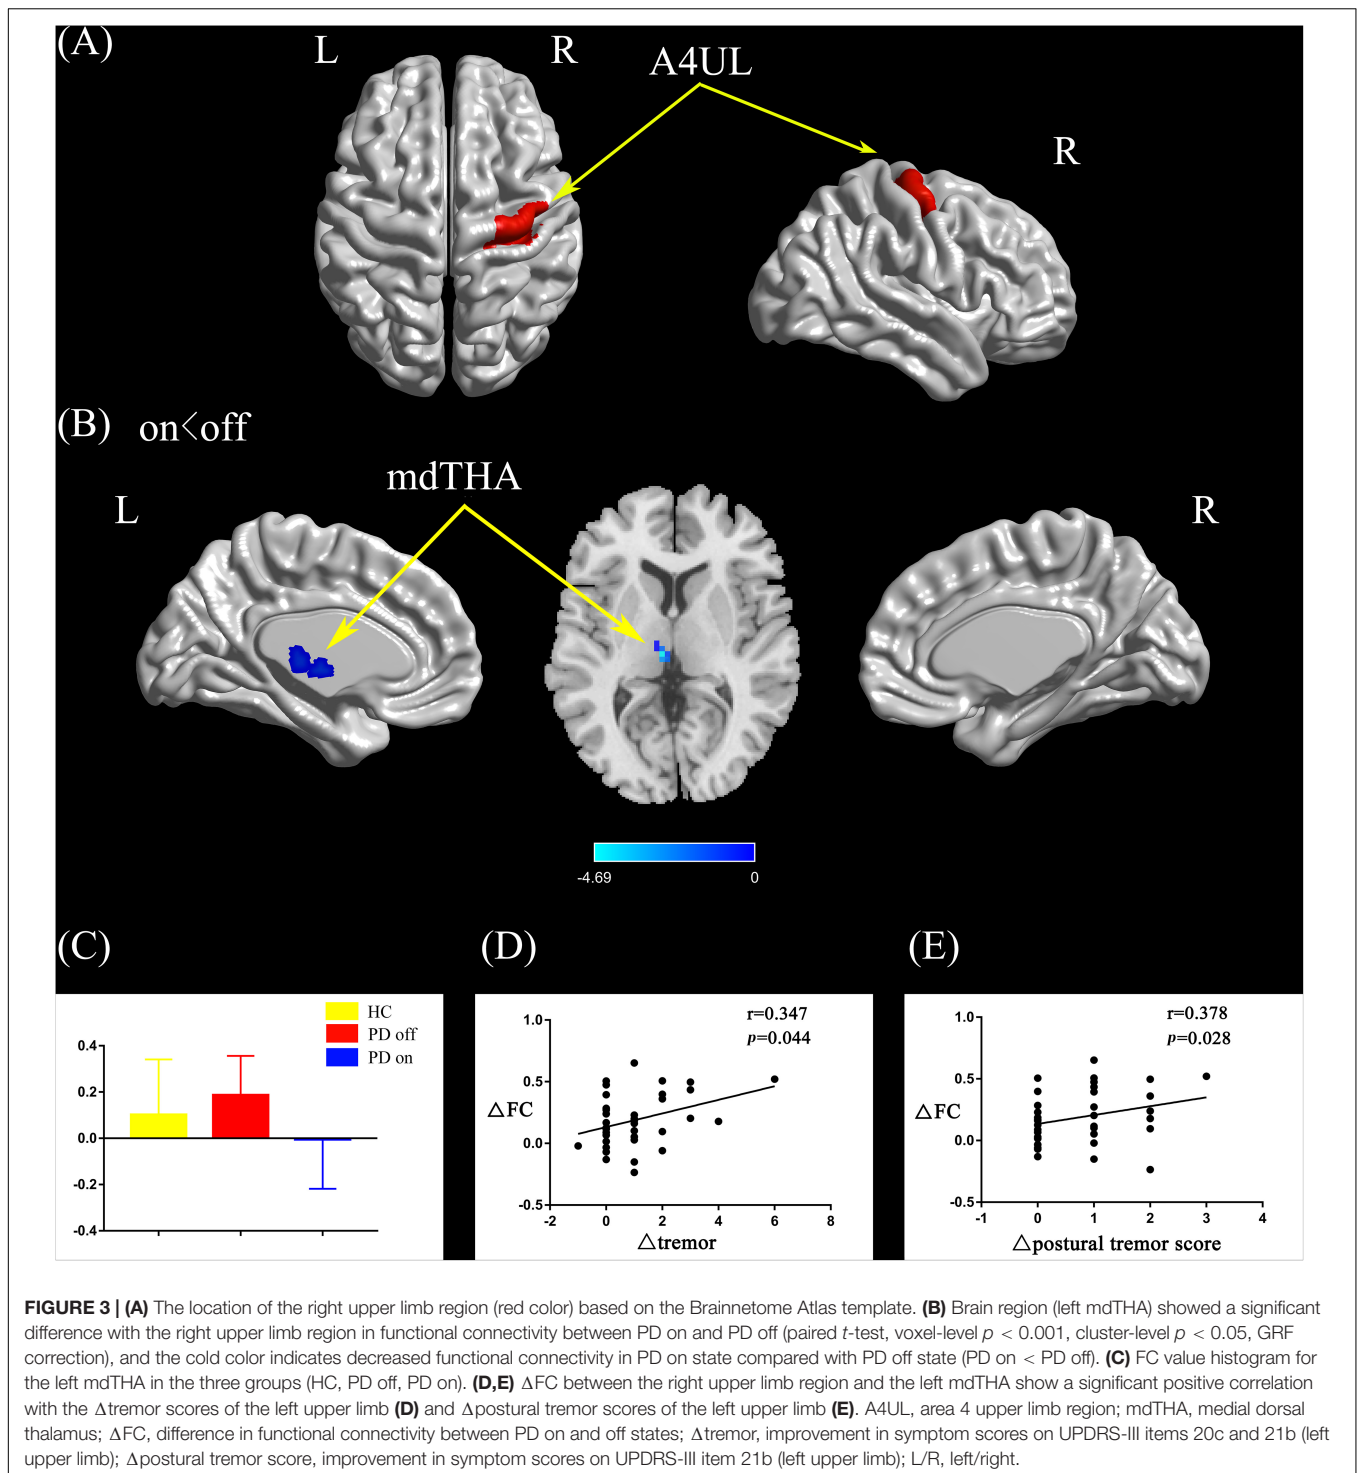 (A)
L
R
A4UL
R
(B)
on<off
mdTHA
L
R
-4.69
0
(C)
(D)
(E)
HC
PD off
PD on
0.4
0.2
0.0
-0.2
-0.4
r=0.347
p=0.044
1.0
0.5
△FC
0.0
-0.5
-2
0
2
4
6
8
△tremor
r=0.378
p=0.028
1.0
0.5
△FC
0.0
-0.5
-1
0
1
2
3
4
△postural tremor score
FIGURE 3 | (A) The location of the right upper limb region (red color) based on the Brainnetome Atlas template. (B) Brain region (left mdTHA) showed a significant
difference with the right upper limb region in functional connectivity between PD on and PD off (paired t-test, voxel-level p < 0.001, cluster-level p < 0.05, GRF
correction), and the cold color indicates decreased functional connectivity in PD on state compared with PD off state (PD on < PD off). (C) FC value histogram for
the left mdTHA in the three groups (HC, PD off, PD on). (D,E) ΔFC between the right upper limb region and the left mdTHA show a significant positive correlation
with the Δtremor scores of the left upper limb (D) and Δpostural tremor scores of the left upper limb (E). A4UL, area 4 upper limb region; mdTHA, medial dorsal
thalamus; ΔFC, difference in functional connectivity between PD on and off states; Δtremor, improvement in symptom scores on UPDRS-III items 20c and 21b (left
upper limb); Δpostural tremor score, improvement in symptom scores on UPDRS-III item 21b (left upper limb); L/R, left/right.